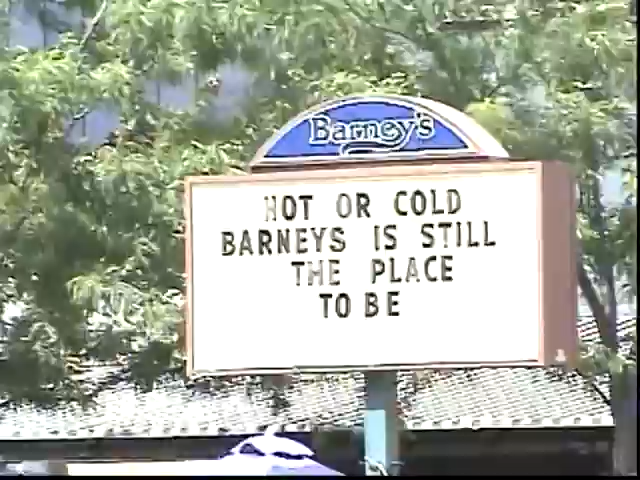 Barney's
HOT OR COLD
BARNEYS IS STILL
THE PLACE
TO BE